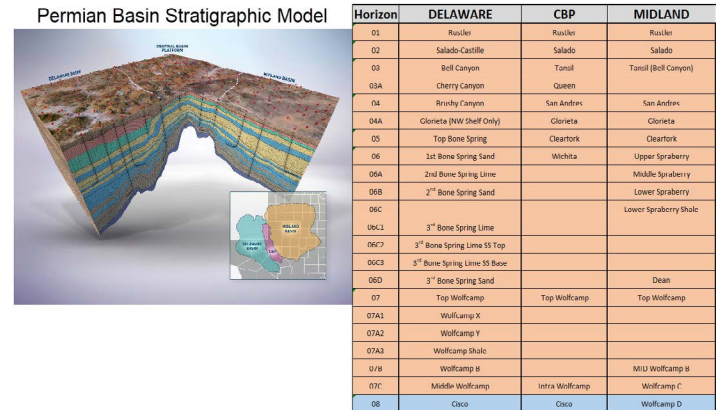 Permian Basin Stratigraphic Model
CENTRAL BASIN
PLATFORM
DELAWARE BASIN
MIDLAND BASIN
MIDLAND
BASIN
DELAWARE
BASIN
CBP
Horizon DELAWARE CBP MIDLAND
01 Rustler Rustler Rustler
02 Salado-Castille Salado Salado
03 Bell Canyon Tansil Tansil (Bell Canyon)
03A Cherry Canyon Queen
04 Brushy Canyon San Andres San Andres
04A Glorieta (NW Shelf Only) Glorieta Glorieta
05 Top Bone Spring Clearfork Clearfork
06 1st Bone Spring Sand Wichita Upper Spraberry
06A 2nd Bone Spring Lime Middle Spraberry
06B 2nd Bone Spring Sand Lower Spraberry
06C Lower Spraberry Shale
06C1 3rd Bone Spring Lime
06C2 3rd Bone Spring Lime SS Top
06C3 3rd Bone Spring Lime SS Base
06D 3rd Bone Spring Sand Dean
07 Top Wolfcamp Top Wolfcamp Top Wolfcamp
07A1 Wolfcamp X
07A2 Wolfcamp Y
07A3 Wolfcamp Shale
07B Wolfcamp B MID Wolfcamp B
07C Middle Wolfcamp Intra Wolfcamp Wolfcamp C
08 Cisco Cisco Wolfcamp D